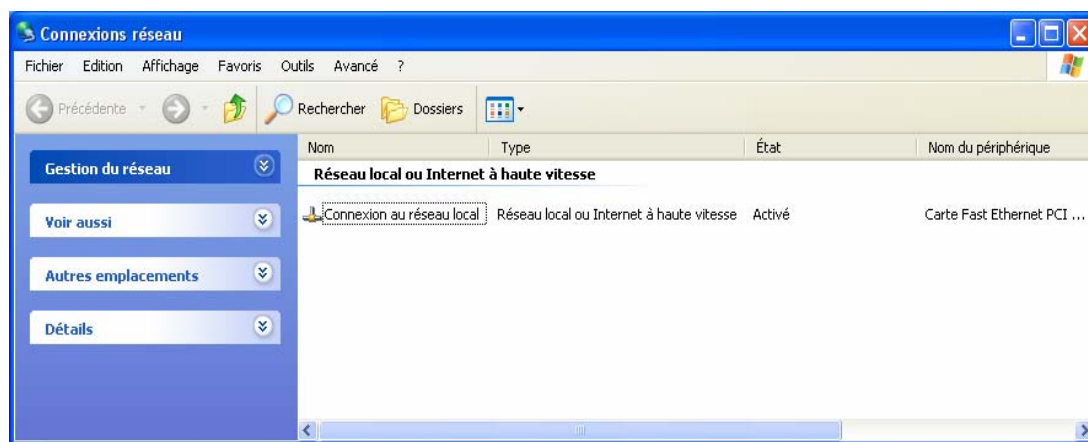 Connexions réseau
Fichier Edition Affichage Favoris Outils Avancé ?
Précédente Rechercher Dossiers
Nom Type État Nom du périphérique
Gestion du réseau
Réseau local ou Internet à haute vitesse
Voir aussi
Connexion au réseau local Réseau local ou Internet à haute vitesse Activé Carte Fast Ethernet PCI ...
Autres emplacements
Détails